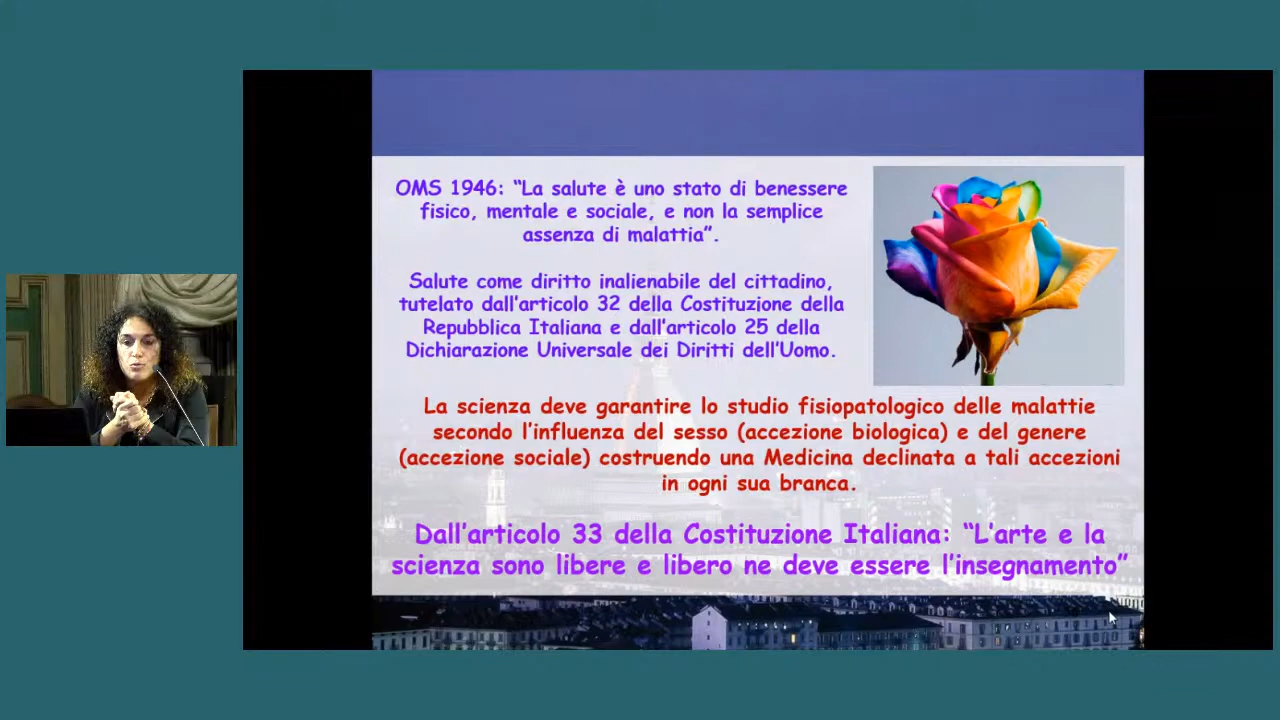 OMS 1946: “La salute è uno stato di benessere
fisico, mentale e sociale, e non la semplice
assenza di malattia”.
Salute come diritto inalienabile del cittadino,
tutelato dall’articolo 32 della Costituzione della
Repubblica Italiana e dall’articolo 25 della
Dichiarazione Universale dei Diritti dell’Uomo.
La scienza deve garantire lo studio fisiopatologico delle malattie
secondo l’influenza del sesso (accezione biologica) e del genere
(accezione sociale) costruendo una Medicina declinata a tali accezioni
in ogni sua branca.
Dall’articolo 33 della Costituzione Italiana: “L’arte e la
scienza sono libere e libero ne deve essere l’insegnamento”